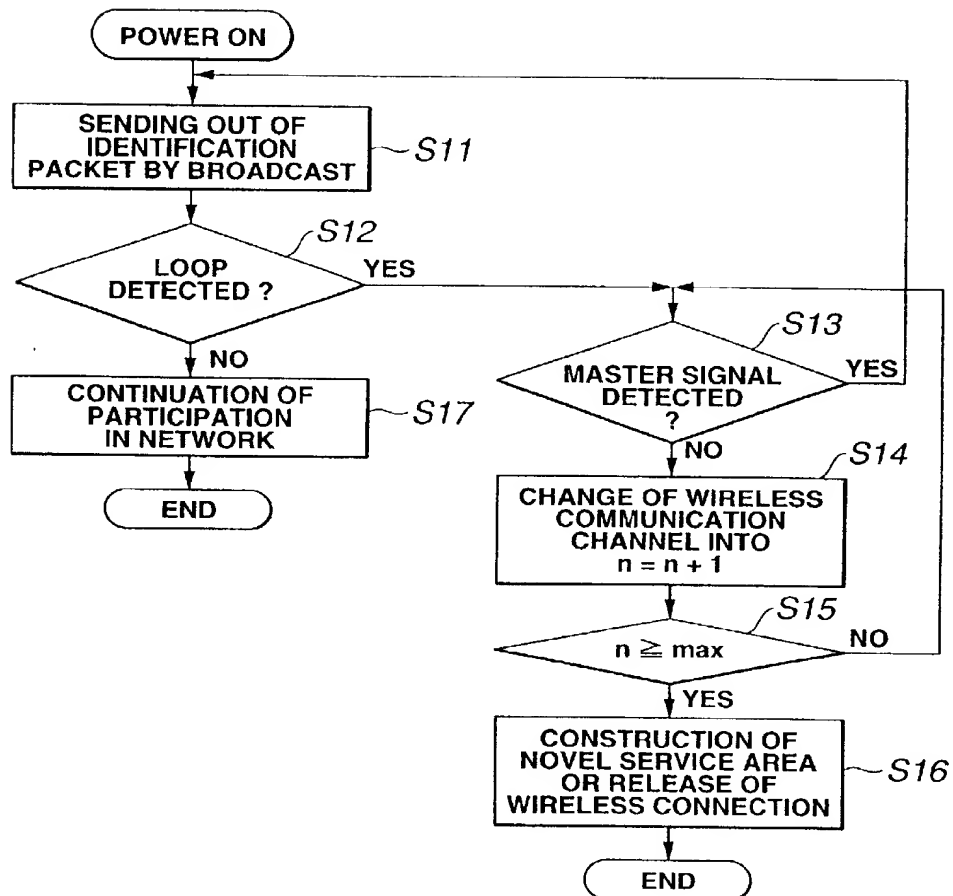 POWER ON
SENDING OUT OF
IDENTIFICATION
PACKET BY BROADCAST
S11
S12
LOOP
DETECTED ?
YES
NO
CONTINUATION OF
PARTICIPATION
IN NETWORK
S17
END
S13
MASTER SIGNAL
DETECTED
?
YES
NO
S14
CHANGE OF WIRELESS
COMMUNICATION
CHANNEL INTO
n = n + 1
S15
n ≧ max
NO
YES
CONSTRUCTION OF
NOVEL SERVICE AREA
OR RELEASE OF
WIRELESS CONNECTION
S16
END